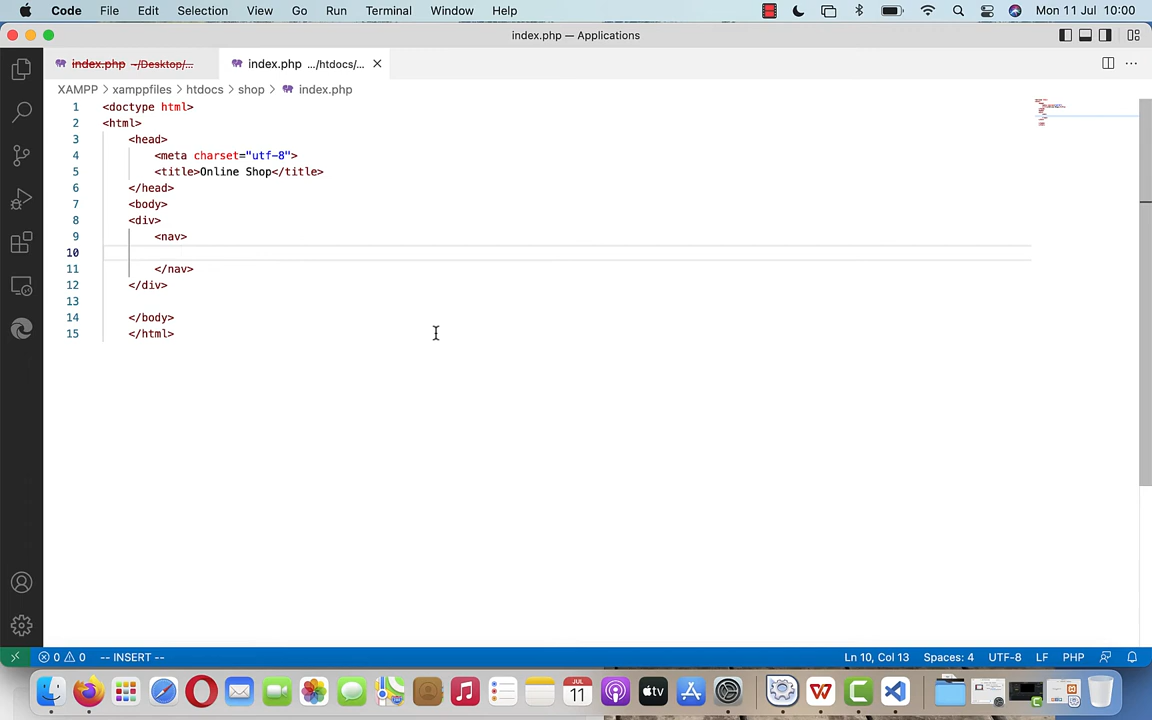 Code File Edit Selection View Go Run Terminal Window Help Mon 11 Jul 10:00
index.php — Applications
index.php ~/Desktop/... index.php .../htdocs/...
XAMPP > xamppfiles > htdocs > shop > index.php
1 <doctype html>
2 <html>
3 <head>
4 <meta charset="utf-8">
5 <title>Online Shop</title>
6 </head>
7 <body>
8 <div>
9 <nav>
10
11 </nav>
12 </div>
13
14 </body>
15 </html>
0 0 -- INSERT -- Ln 10, Col 13 Spaces: 4 UTF-8 LF PHP
JUL
11
tv